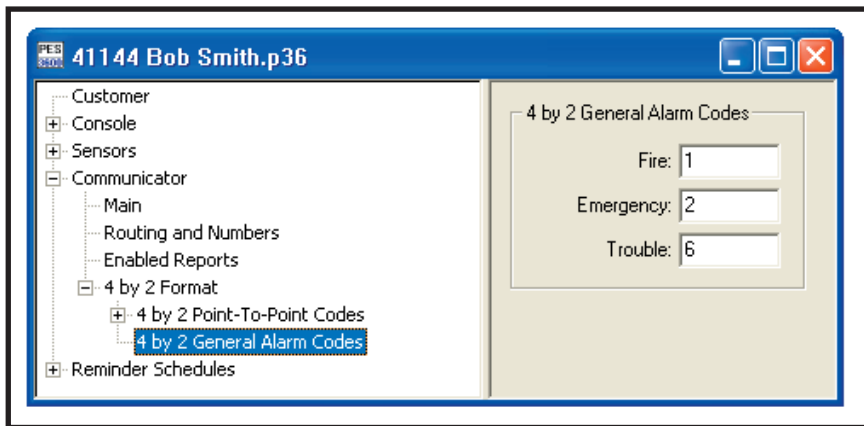 PES
3600
41144 Bob Smith.p36
Customer
Console
Sensors
Communicator
Main
Routing and Numbers
Enabled Reports
4 by 2 Format
4 by 2 Point-To-Point Codes
4 by 2 General Alarm Codes
Reminder Schedules
4 by 2 General Alarm Codes
Fire: 1
Emergency: 2
Trouble: 6